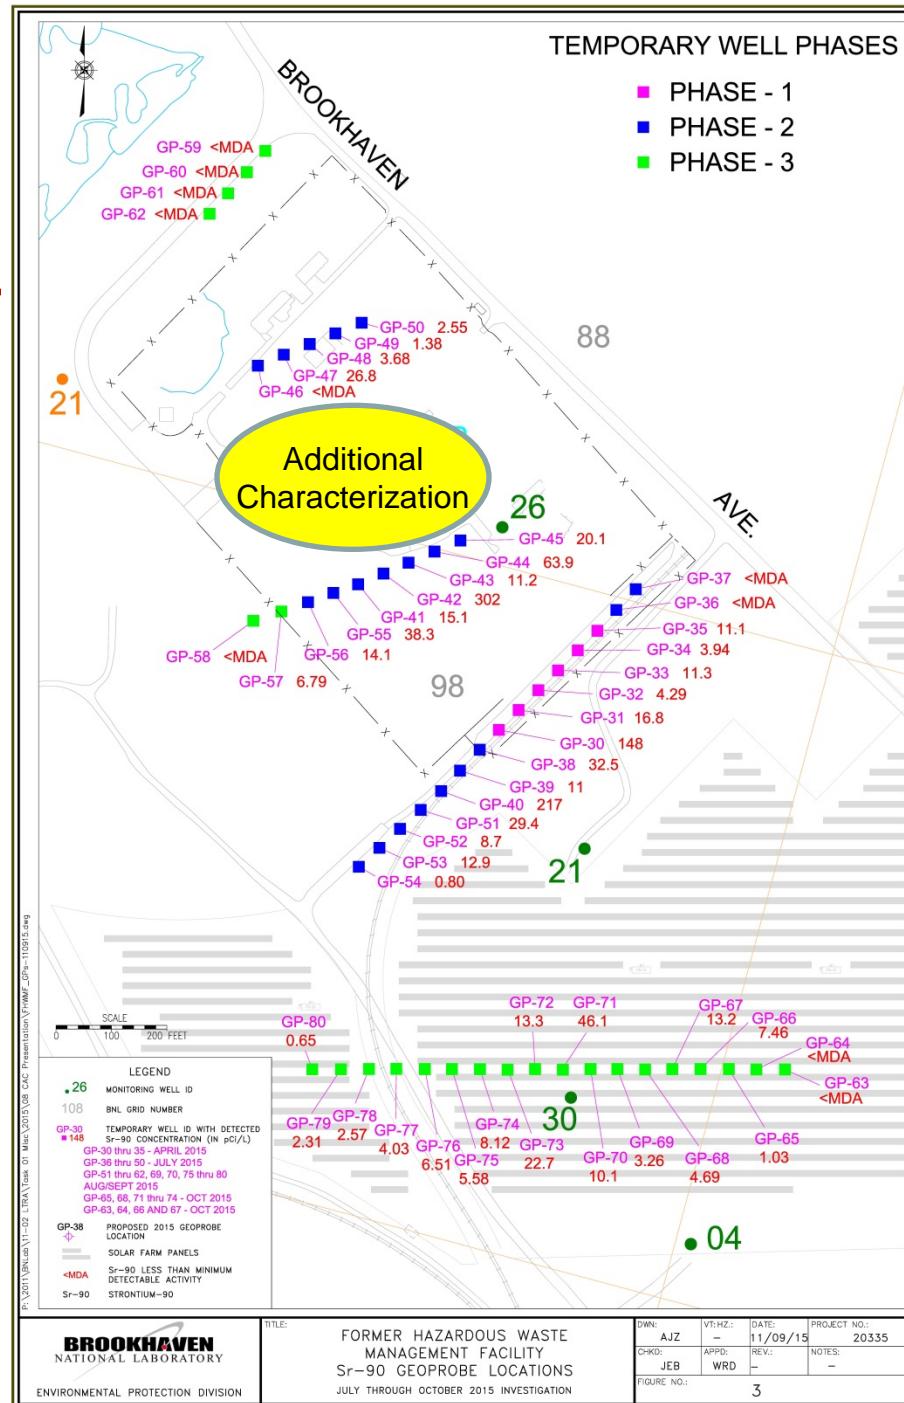 TEMPORARY WELL PHASES
PHASE - 1
PHASE - 2
PHASE - 3
BROOKHAVEN
AVE.
GP-59 <MDA
GP-60 <MDA
GP-61 <MDA
GP-62 <MDA
88
21
GP-50 2.55
GP-49 1.38
GP-48 3.68
GP-47 26.8
GP-46 <MDA
Additional
Characterization
26
GP-45 20.1
GP-44 63.9
GP-43 11.2
GP-42 302
GP-41 15.1
GP-55 38.3
GP-56 14.1
GP-58 <MDA
GP-57 6.79
98
GP-37 <MDA
GP-36 <MDA
GP-35 11.1
GP-34 3.94
GP-33 11.3
GP-32 4.29
GP-31 16.8
GP-30 148
GP-38 32.5
GP-39 11
GP-40 217
GP-51 29.4
GP-52 8.7
GP-53 12.9
GP-54 0.80
21
GP-80 0.65
GP-72 13.3
GP-71 46.1
GP-67 13.2
GP-66 7.46
GP-64 <MDA
GP-63 <MDA
GP-79 2.31
GP-78 2.57
GP-77 4.03
GP-76 6.51
GP-75 5.58
GP-74 8.12
GP-73 22.7
GP-70 10.1
GP-69 3.26
GP-68 4.69
GP-65 1.03
30
04
SCALE
0 100 200 FEET
LEGEND
26 MONITORING WELL ID
108 BNL GRID NUMBER
GP-30 TEMPORARY WELL ID WITH DETECTED
148 Sr-90 CONCENTRATION (IN pCi/L)
GP-30 thru 35 - APRIL 2015
GP-36 thru 50 - JULY 2015
GP-51 thru 62, 69, 70, 75 thru 80
AUG/SEPT 2015
GP-65, 68, 71 thru 74 - OCT 2015
GP-63, 64, 66 AND 67 - OCT 2015
GP-38 PROPOSED 2015 GEOPROBE
LOCATION
SOLAR FARM PANELS
<MDA Sr-90 LESS THAN MINIMUM
DETECTABLE ACTIVITY
Sr-90 STRONTIUM-90
P:\2011\BNLab\11-02 LTRA\Task 01 Misc\2015\08 CAC Presentation\FHWMF_GPs-110915.dwg
BROOKHAVEN
NATIONAL LABORATORY
ENVIRONMENTAL PROTECTION DIVISION
TITLE:
FORMER HAZARDOUS WASTE
MANAGEMENT FACILITY
Sr-90 GEOPROBE LOCATIONS
JULY THROUGH OCTOBER 2015 INVESTIGATION
DWN: AJZ
VT:HZ.: –
DATE: 11/09/15
PROJECT NO.: 20335
CHKD: JEB
APPD: WRD
REV.: –
NOTES: –
FIGURE NO.: 3